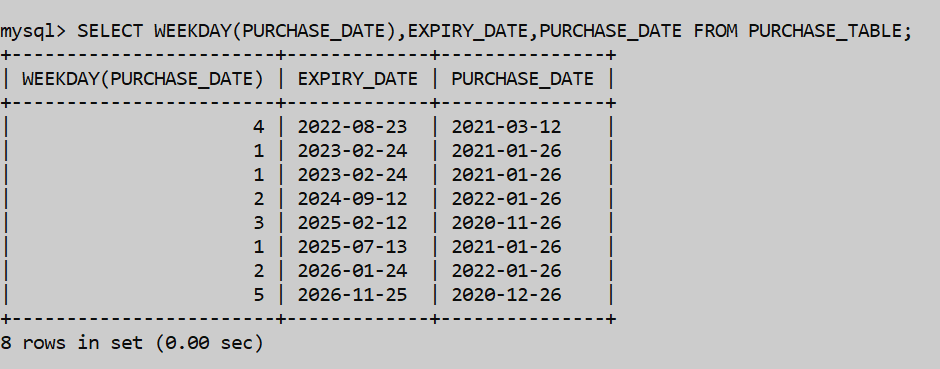 mysql> SELECT WEEKDAY(PURCHASE_DATE),EXPIRY_DATE,PURCHASE_DATE FROM PURCHASE_TABLE;
+------------------------+-------------+---------------+
| WEEKDAY(PURCHASE_DATE) | EXPIRY_DATE | PURCHASE_DATE |
+------------------------+-------------+---------------+
|                      4 | 2022-08-23  | 2021-03-12    |
|                      1 | 2023-02-24  | 2021-01-26    |
|                      1 | 2023-02-24  | 2021-01-26    |
|                      2 | 2024-09-12  | 2022-01-26    |
|                      3 | 2025-02-12  | 2020-11-26    |
|                      1 | 2025-07-13  | 2021-01-26    |
|                      2 | 2026-01-24  | 2022-01-26    |
|                      5 | 2026-11-25  | 2020-12-26    |
+------------------------+-------------+---------------+
8 rows in set (0.00 sec)